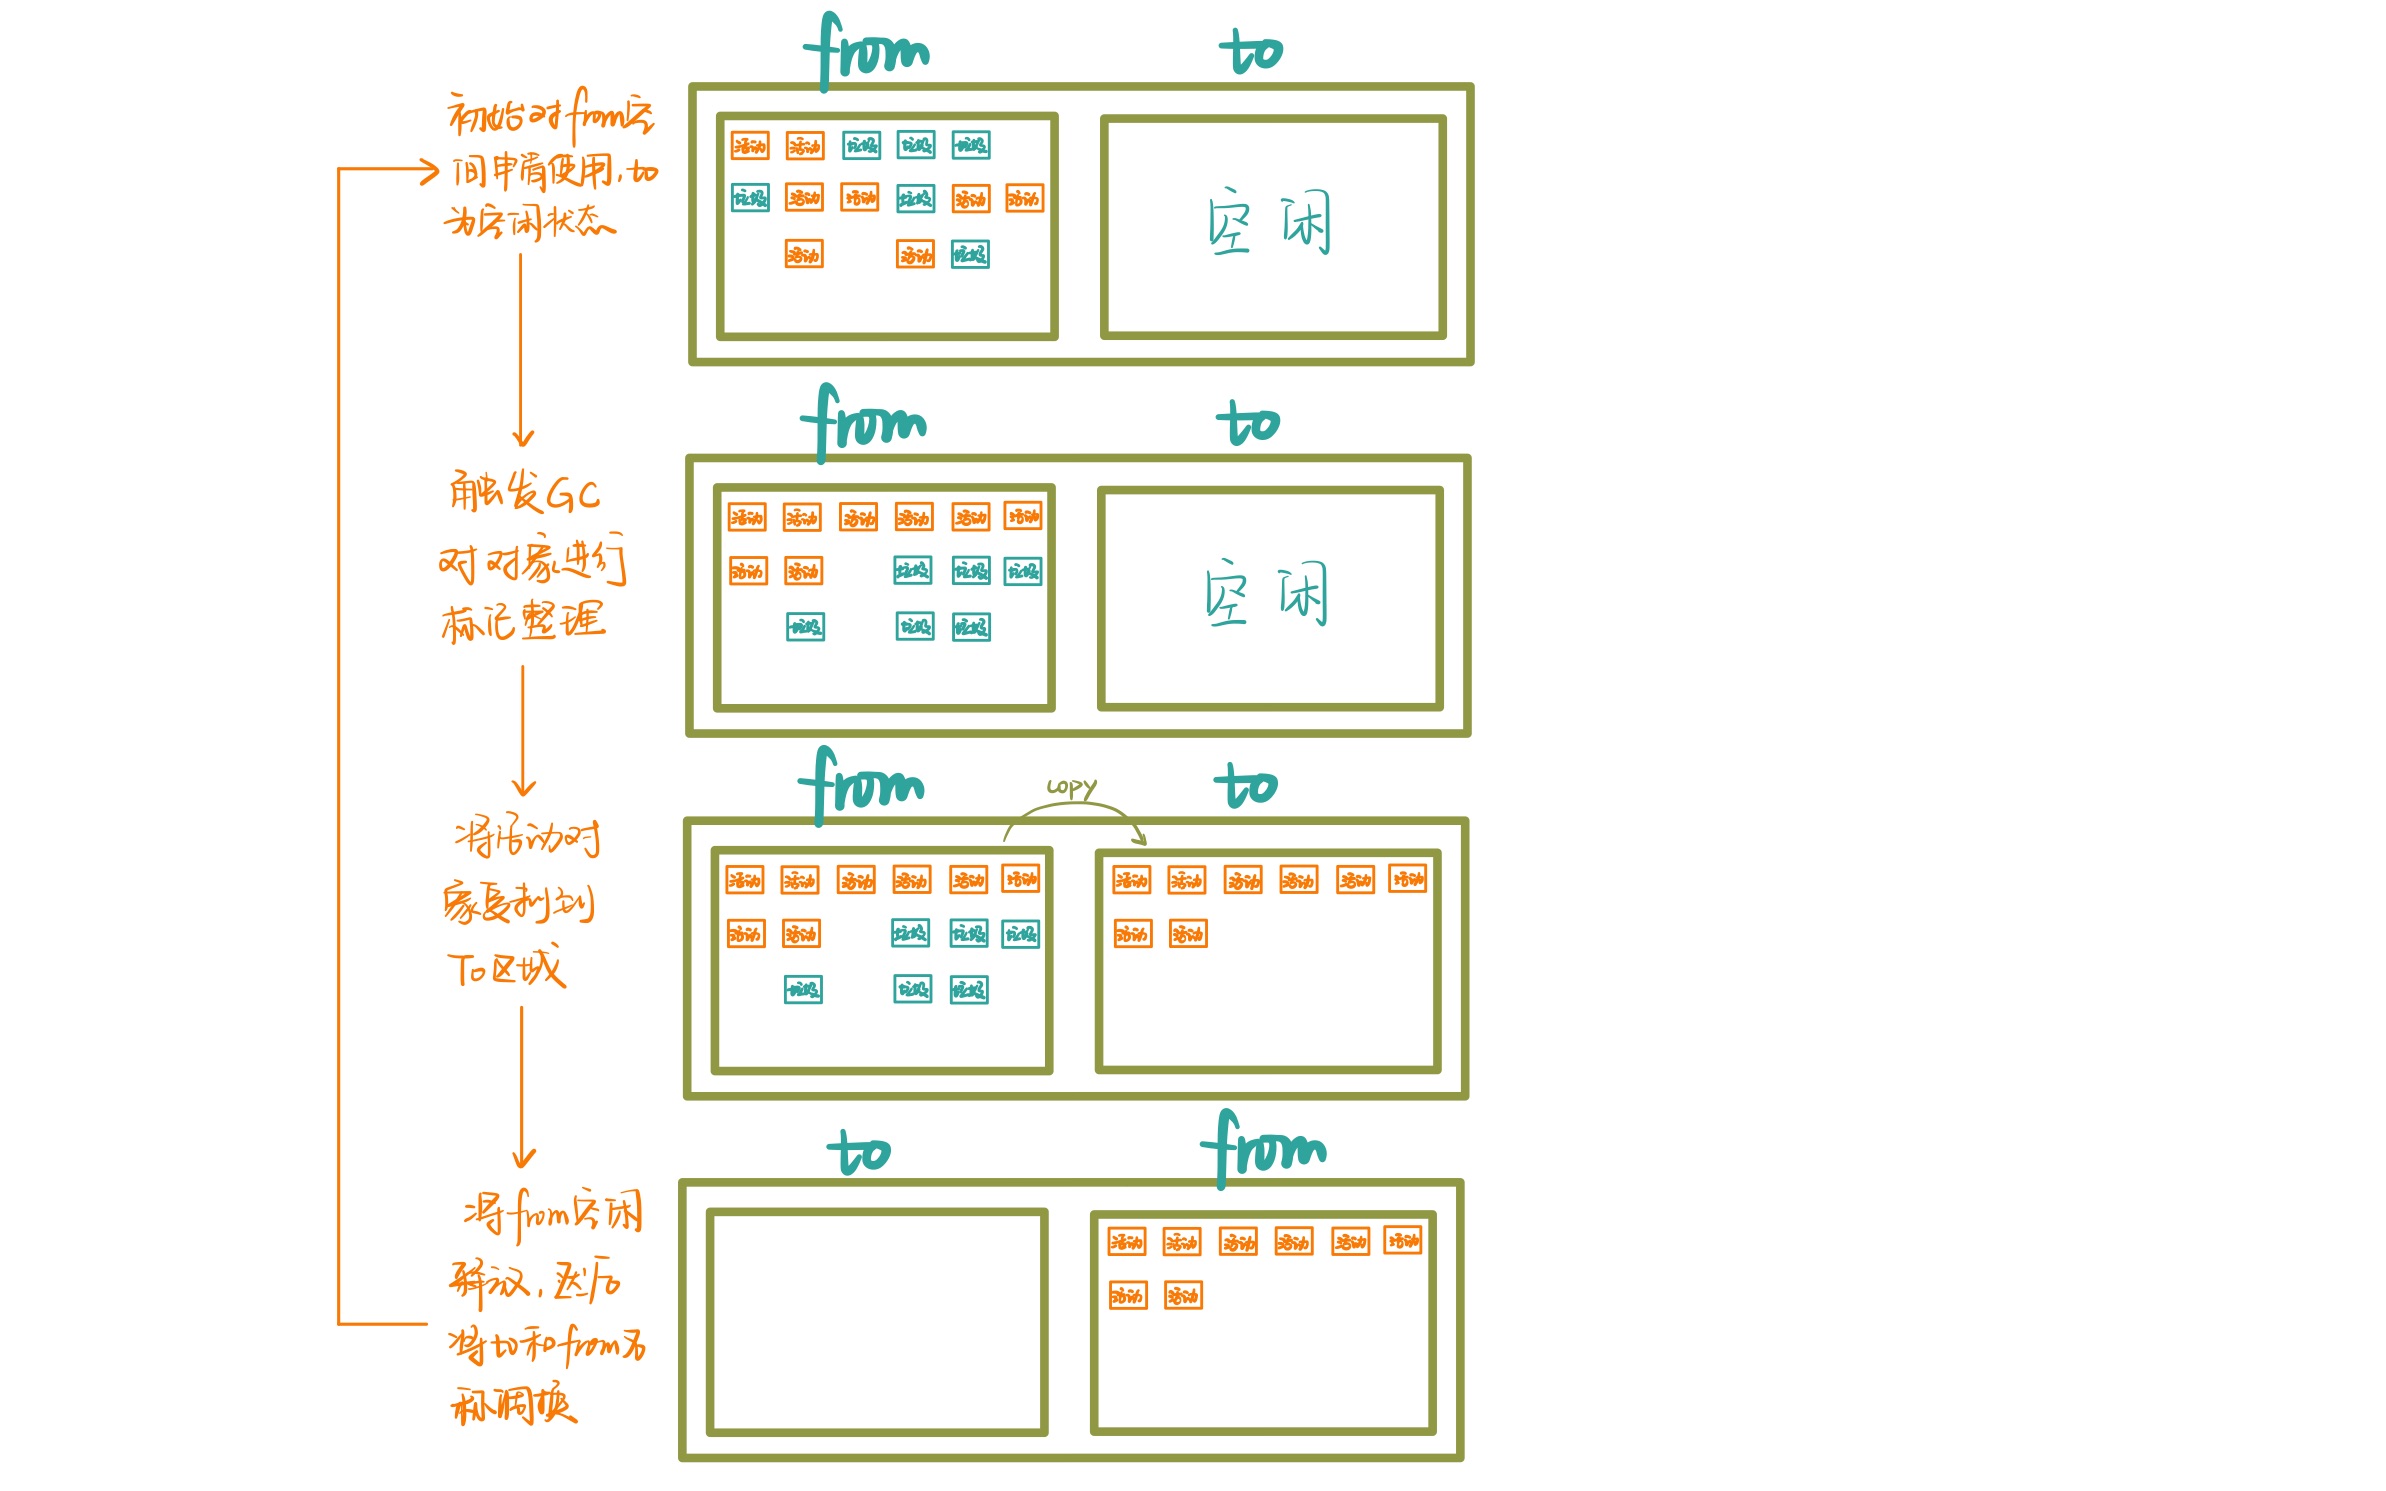 from
to
初始时from空
间正常使用,to
为空闲状态
活动 活动 垃圾 垃圾 垃圾
垃圾 活动 活动 垃圾 活动 活动
活动 活动 垃圾
空闲
from
to
触发GC
对对象进行
标记整理
活动 活动 活动 活动 活动 活动
活动 活动 垃圾 垃圾 垃圾
垃圾 垃圾 垃圾
空闲
from
copy
to
将活动对
象复制到
To区域
活动 活动 活动 活动 活动 活动
活动 活动 垃圾 垃圾 垃圾
垃圾 垃圾 垃圾
活动 活动 活动 活动 活动 活动
活动 活动
to
from
将from空间
释放,然后
将to和from
调换
活动 活动 活动 活动 活动 活动
活动 活动